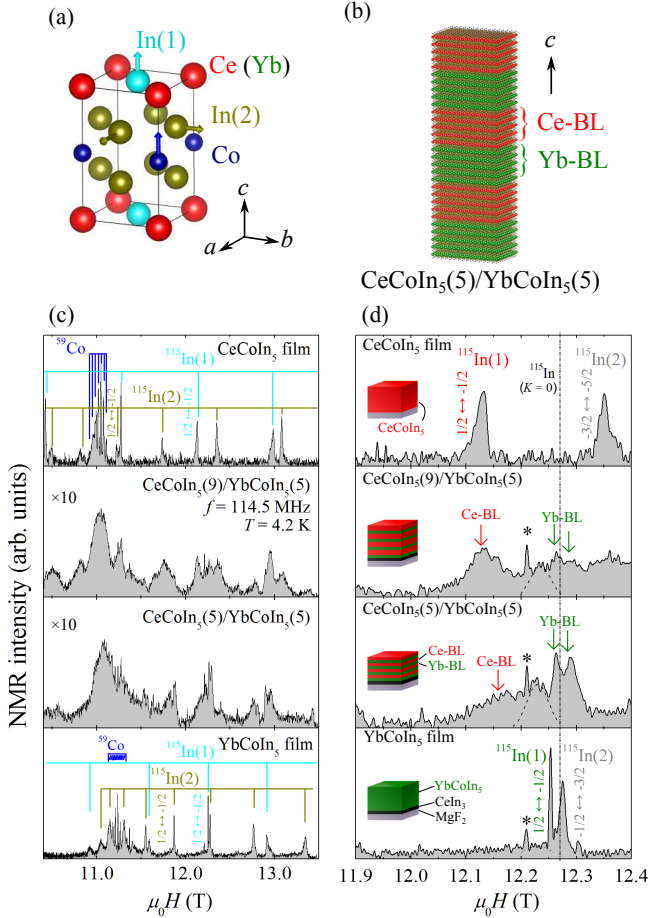 (a)
In(1)
Ce (Yb)
In(2)
Co
c
a
b
(b)
c
Ce-BL
Yb-BL
CeCoIn₅(5)/YbCoIn₅(5)
NMR intensity (arb. units)
(c)
⁵⁹Co
CeCoIn₅ film
¹¹⁵In(1)
¹¹⁵In(2)
1/2 ↔ -1/2
1/2 ↔ -1/2
×10
CeCoIn₅(9)/YbCoIn₅(5)
f = 114.5 MHz
T = 4.2 K
×10
CeCoIn₅(5)/YbCoIn₅(5)
YbCoIn₅ film
⁵⁹Co
¹¹⁵In(1)
¹¹⁵In(2)
1/2 ↔ -1/2
1/2 ↔ -1/2
11.0 12.0 13.0
μ₀H (T)
(d)
CeCoIn₅ film
¹¹⁵In(1)
¹¹⁵In
(K = 0)
¹¹⁵In(2)
1/2 ↔ -1/2
-3/2 ↔ -5/2
CeCoIn₅
CeCoIn₅(9)/YbCoIn₅(5)
Ce-BL
Yb-BL
*
CeCoIn₅(5)/YbCoIn₅(5)
Yb-BL
Ce-BL
Yb-BL
Ce-BL
*
YbCoIn₅ film
¹¹⁵In(1)
¹¹⁵In(2)
YbCoIn₅
CeIn₃
MgF₂
*
1/2 ↔ -1/2
-1/2 ↔ -3/2
11.9 12.0 12.1 12.2 12.3 12.4
μ₀H (T)